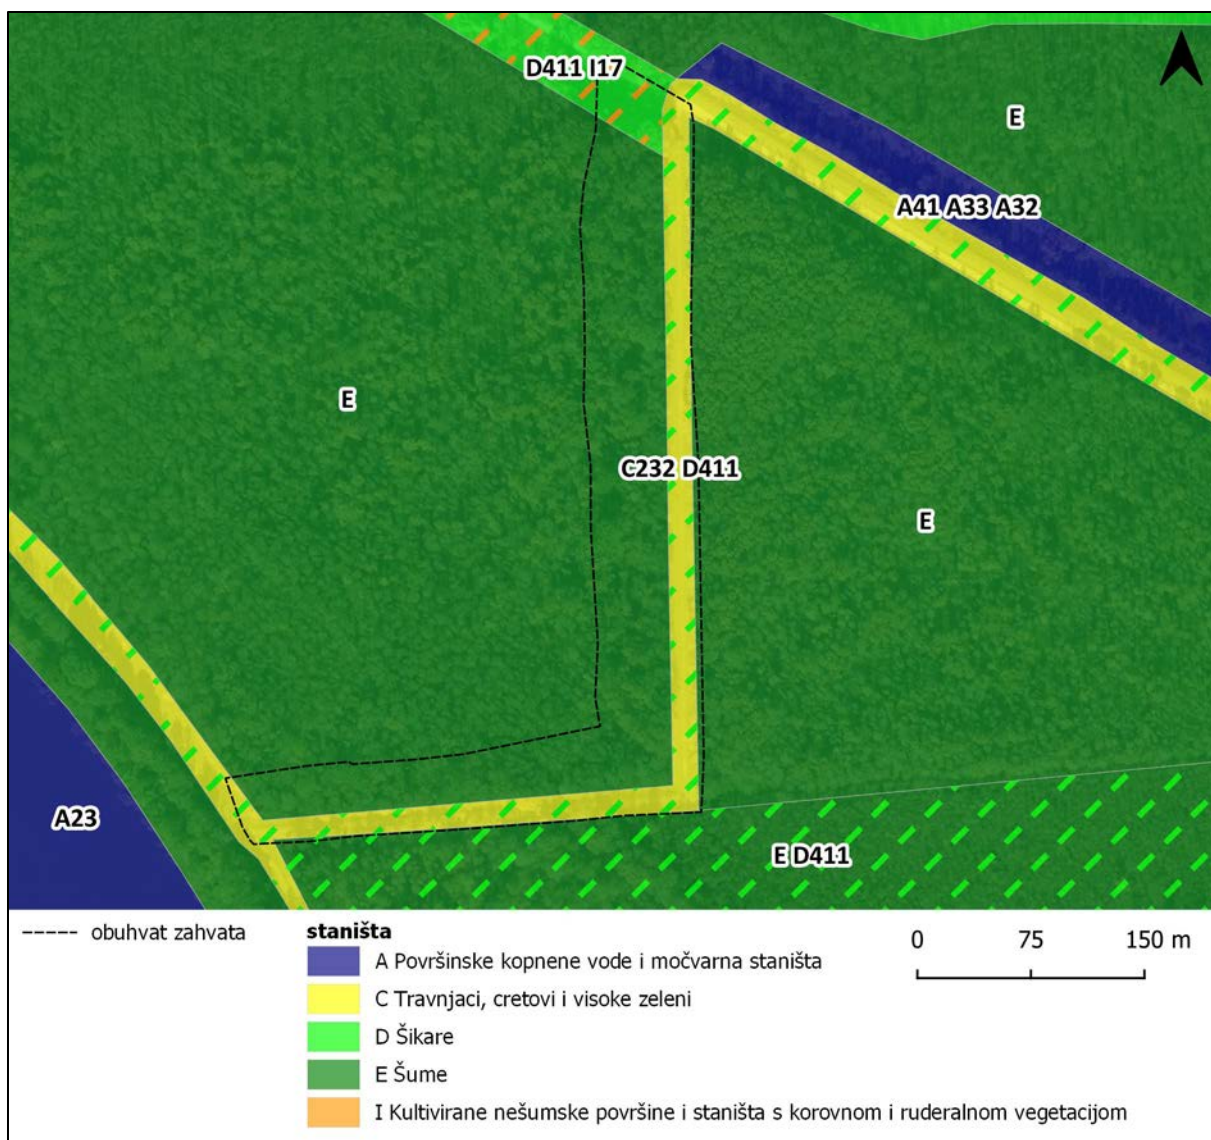 D411 I17
E
A41 A33 A32
E
C232 D411
E
A23
E D411
obuhvat zahvata
staništa
A Površinske kopnene vode i močvarna staništa
C Travnjaci, cretovi i visoke zeleni
D Šikare
E Šume
I Kultivirane nešumske površine i staništa s korovnom i ruderalnom vegetacijom
0 75 150 m